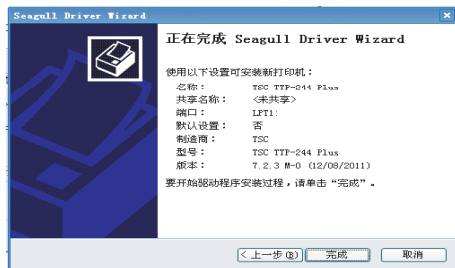 Seagull Driver Wizard
正在完成 Seagull Driver Wizard
使用以下设置可安装新打印机：
名称： TSC TTP-244 Plus
共享名称： <未共享>
端口： LPT1:
默认设置： 否
制造商： TSC
型号： TSC TTP-244 Plus
版本： 7.2.3 M-0 (12/08/2011)
要开始驱动程序安装过程，请单击“完成”。
< 上一步(B) 完成 取消